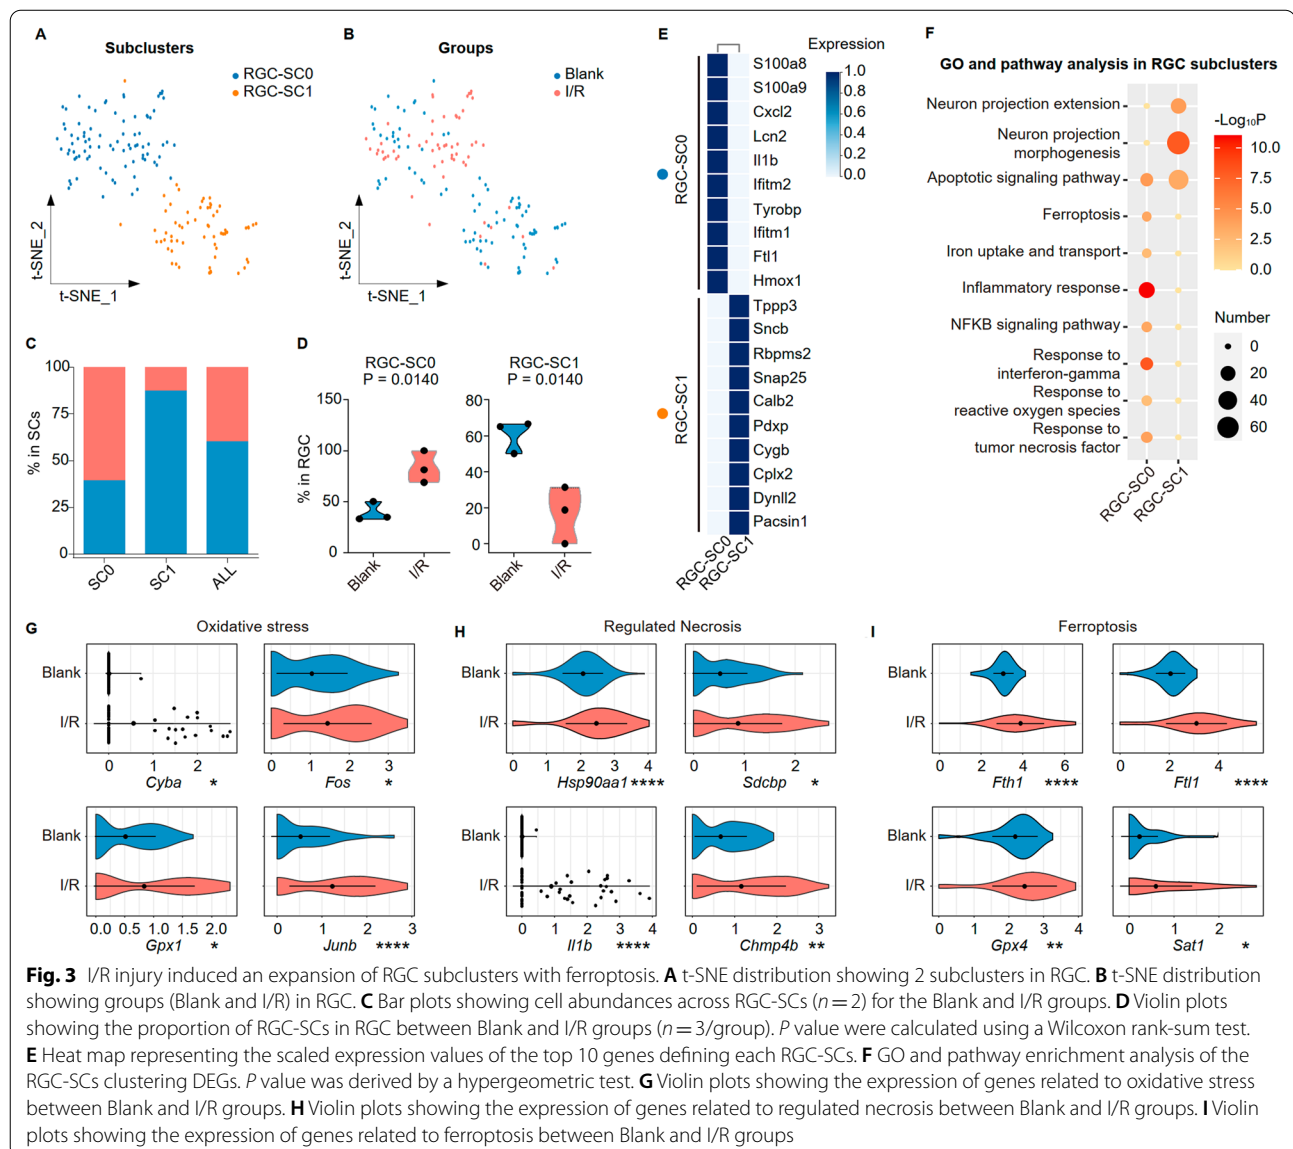 A
Subclusters
RGC-SC0
RGC-SC1
t-SNE_2
t-SNE_1
B
Groups
Blank
I/R
t-SNE_2
t-SNE_1
C
% in SCs
100
75
50
25
0
SC0
SC1
ALL
D
RGC-SC0
P = 0.0140
% in RGC
150
100
50
0
Blank
I/R
RGC-SC1
P = 0.0140
80
60
40
20
0
Blank
I/R
E
Expression
1.0
0.8
0.6
0.4
0.2
0.0
RGC-SC0
S100a8
S100a9
Cxcl2
Lcn2
Il1b
Ifitm2
Tyrobp
Ifitm1
Ftl1
Hmox1
RGC-SC1
Tppp3
Sncb
Rbpms2
Snap25
Calb2
Pdxp
Cygb
Cplx2
Dynll2
Pacsin1
RGC-SC0
RGC-SC1
F
GO and pathway analysis in RGC subclusters
Neuron projection extension
Neuron projection
morphogenesis
Apoptotic signaling pathway
Ferroptosis
Iron uptake and transport
Inflammatory response
NFKB signaling pathway
Response to
interferon-gamma
Response to
reactive oxygen species
Response to
tumor necrosis factor
RGC-SC0
RGC-SC1
-Log₁₀P
10.0
7.5
5.0
2.5
0.0
Number
0
20
40
60
G
Oxidative stress
Blank
I/R
0 1 2
Cyba *
0 1 2 3
Fos *
Blank
I/R
0.0 0.5 1.0 1.5 2.0
Gpx1 *
0 1 2 3
Junb ****
H
Regulated Necrosis
Blank
I/R
0 1 2 3 4
Hsp90aa1 ****
0 1 2
Sdcbp *
Blank
I/R
0 1 2 3 4
Il1b ****
0 1 2 3
Chmp4b **
I
Ferroptosis
Blank
I/R
0 2 4 6
Fth1 ****
0 2 4
Ftl1 ****
Blank
I/R
0 1 2 3 4
Gpx4 **
0 1 2
Sat1 *
Fig. 3 I/R injury induced an expansion of RGC subclusters with ferroptosis. A t-SNE distribution showing 2 subclusters in RGC. B t-SNE distribution
showing groups (Blank and I/R) in RGC. C Bar plots showing cell abundances across RGC-SCs (n = 2) for the Blank and I/R groups. D Violin plots
showing the proportion of RGC-SCs in RGC between Blank and I/R groups (n = 3/group). P value were calculated using a Wilcoxon rank-sum test.
E Heat map representing the scaled expression values of the top 10 genes defining each RGC-SCs. F GO and pathway enrichment analysis of the
RGC-SCs clustering DEGs. P value was derived by a hypergeometric test. G Violin plots showing the expression of genes related to oxidative stress
between Blank and I/R groups. H Violin plots showing the expression of genes related to regulated necrosis between Blank and I/R groups. I Violin
plots showing the expression of genes related to ferroptosis between Blank and I/R groups